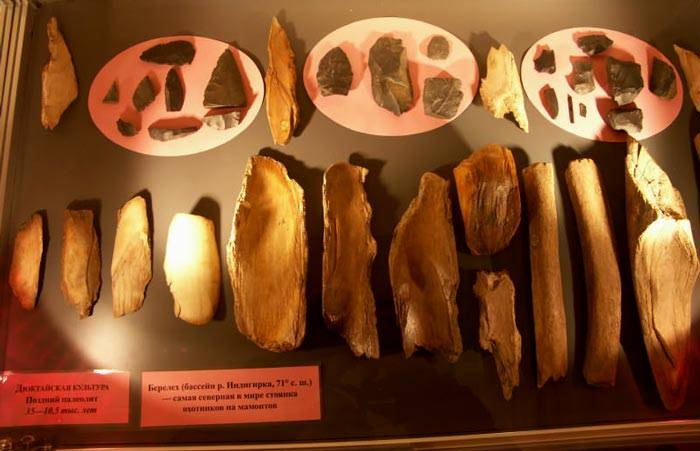 Дюктайская культура
Поздний палеолит
35—10,5 тыс. лет
Берелех (бассейн р. Индигирка, 71° с. ш.)
— самая северная в мире стоянка
охотников на мамонтов